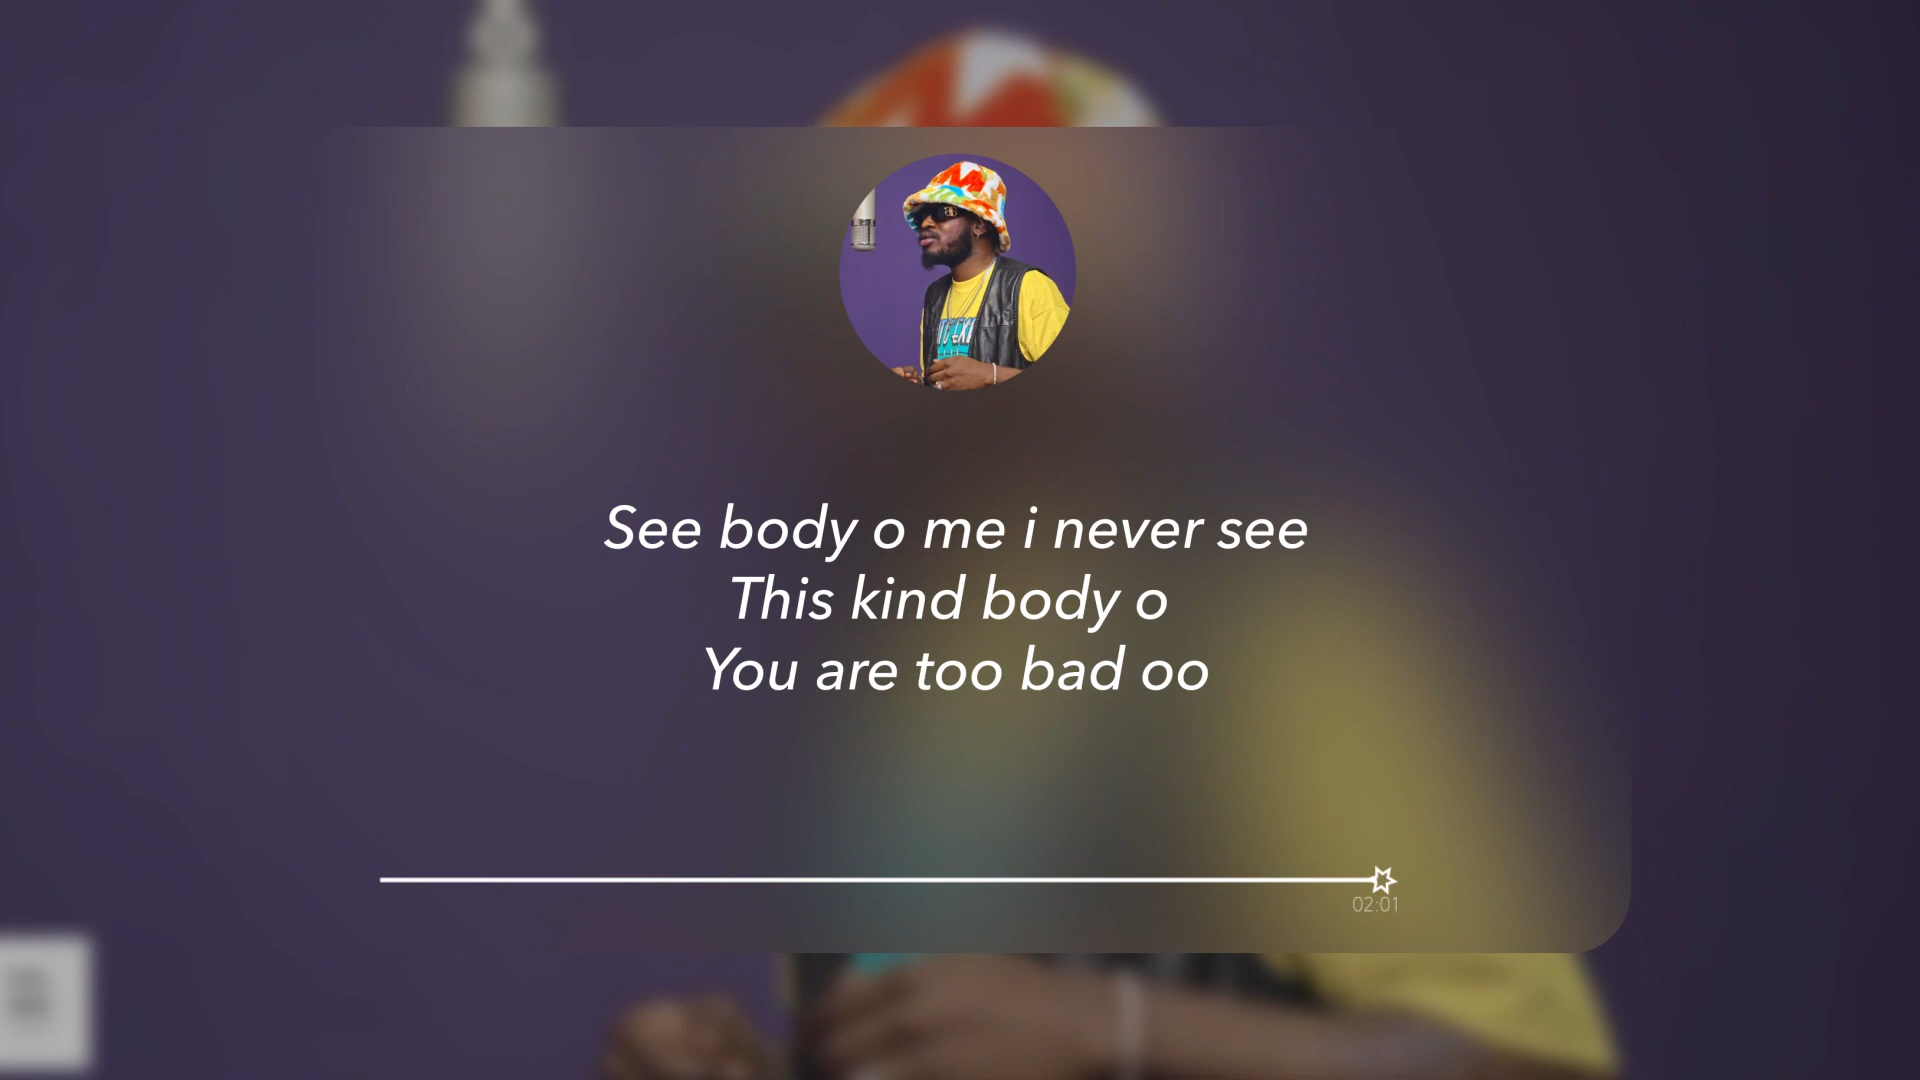 See body o me i never see
This kind body o
You are too bad oo
02:01